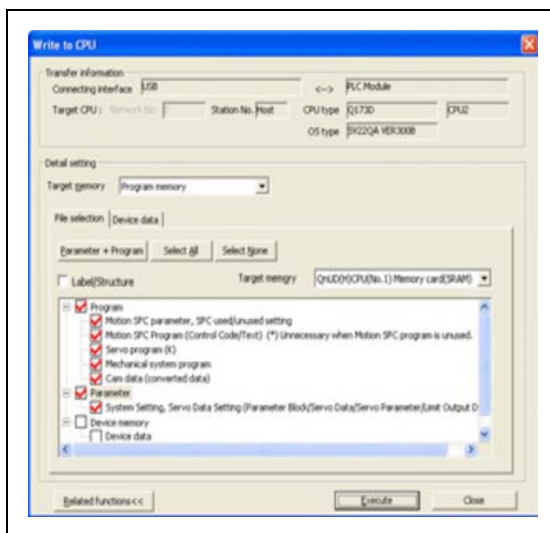 Write to CPU
Transfer information
Connecting interface USB <--> PLC Module
Target CPU: Network No. Station No. Host CPU type Q173D CPU2
OS type SV22QA VER300B
Detail setting
Target memory Program memory
File selection Device data
Parameter + Program Select All Select None
Label/Structure Target memory QnUD(H)CPU(No.1) Memory card(SRAM)
Program
Motion SFC parameter, SFC used/unused setting
Motion SFC Program (Control Code/Text) (*) Unnecessary when Motion SFC program is unused.
Servo program (K)
Mechanical system program
Cam data (converted data)
Parameter
System Setting, Servo Data Setting (Parameter Block/Servo Data/Servo Parameter/Limit Output D
Device memory
Device data
Related functions<<
Execute Close